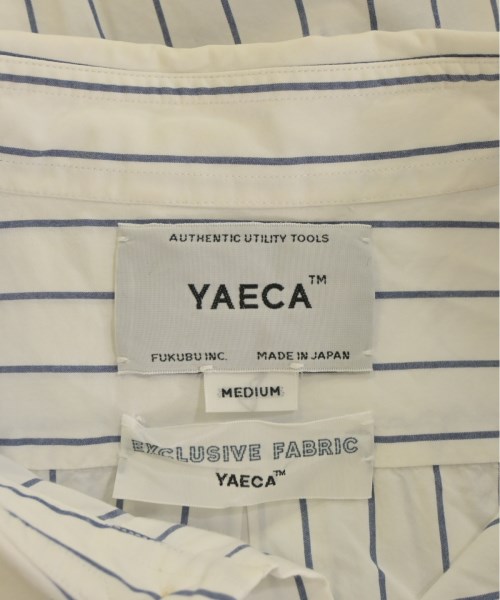 AUTHENTIC UTILITY TOOLS
YAECA™
FUKUBU INC. MADE IN JAPAN
MEDIUM
EXCLUSIVE FABRIC
YAECA™